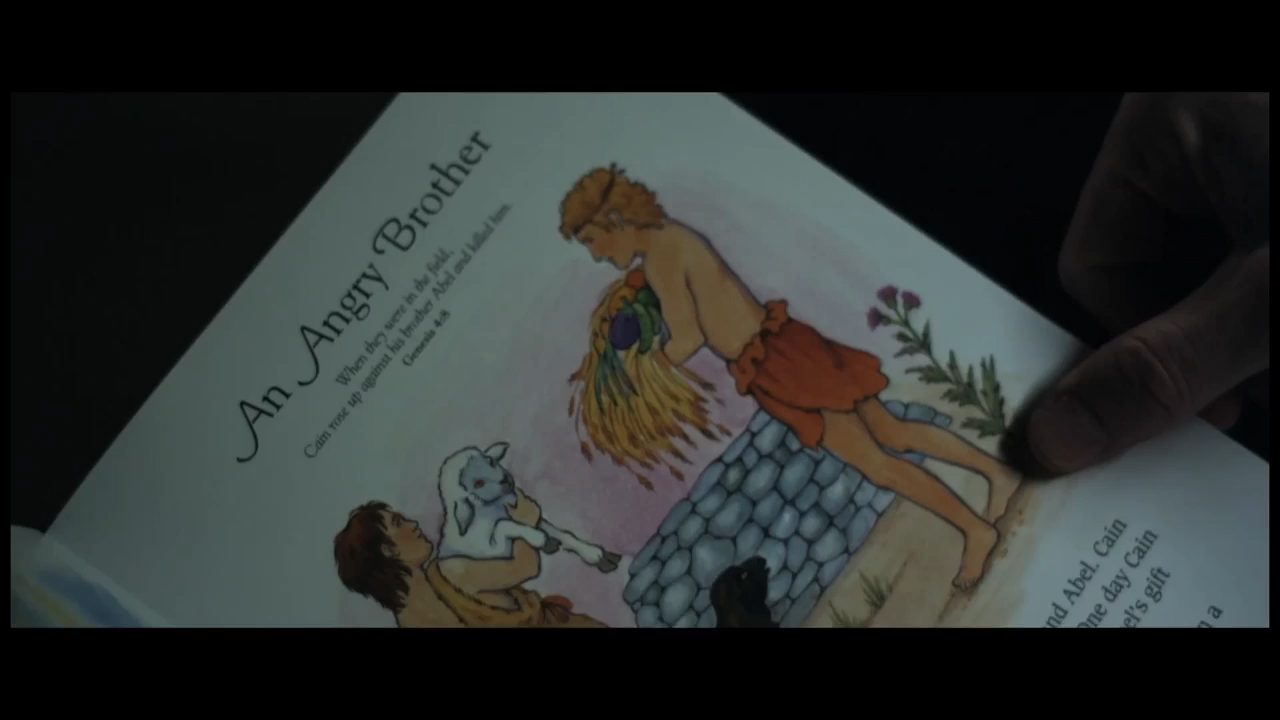 An Angry Brother
When they were in the field,
Cain rose up against his brother Abel and killed him.
Genesis 4:8
nd Abel. Cain
One day Cain
el's gift
n a